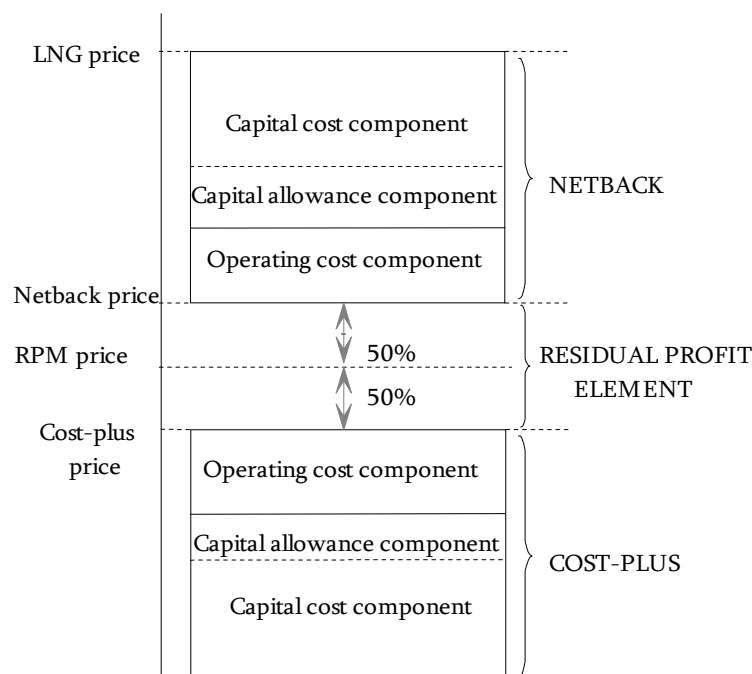 LNG price
Capital cost component
NETBACK
Capital allowance component
Operating cost component
Netback price
50%
RPM price
RESIDUAL PROFIT
ELEMENT
50%
Cost-plus
price
Operating cost component
Capital allowance component
COST-PLUS
Capital cost component